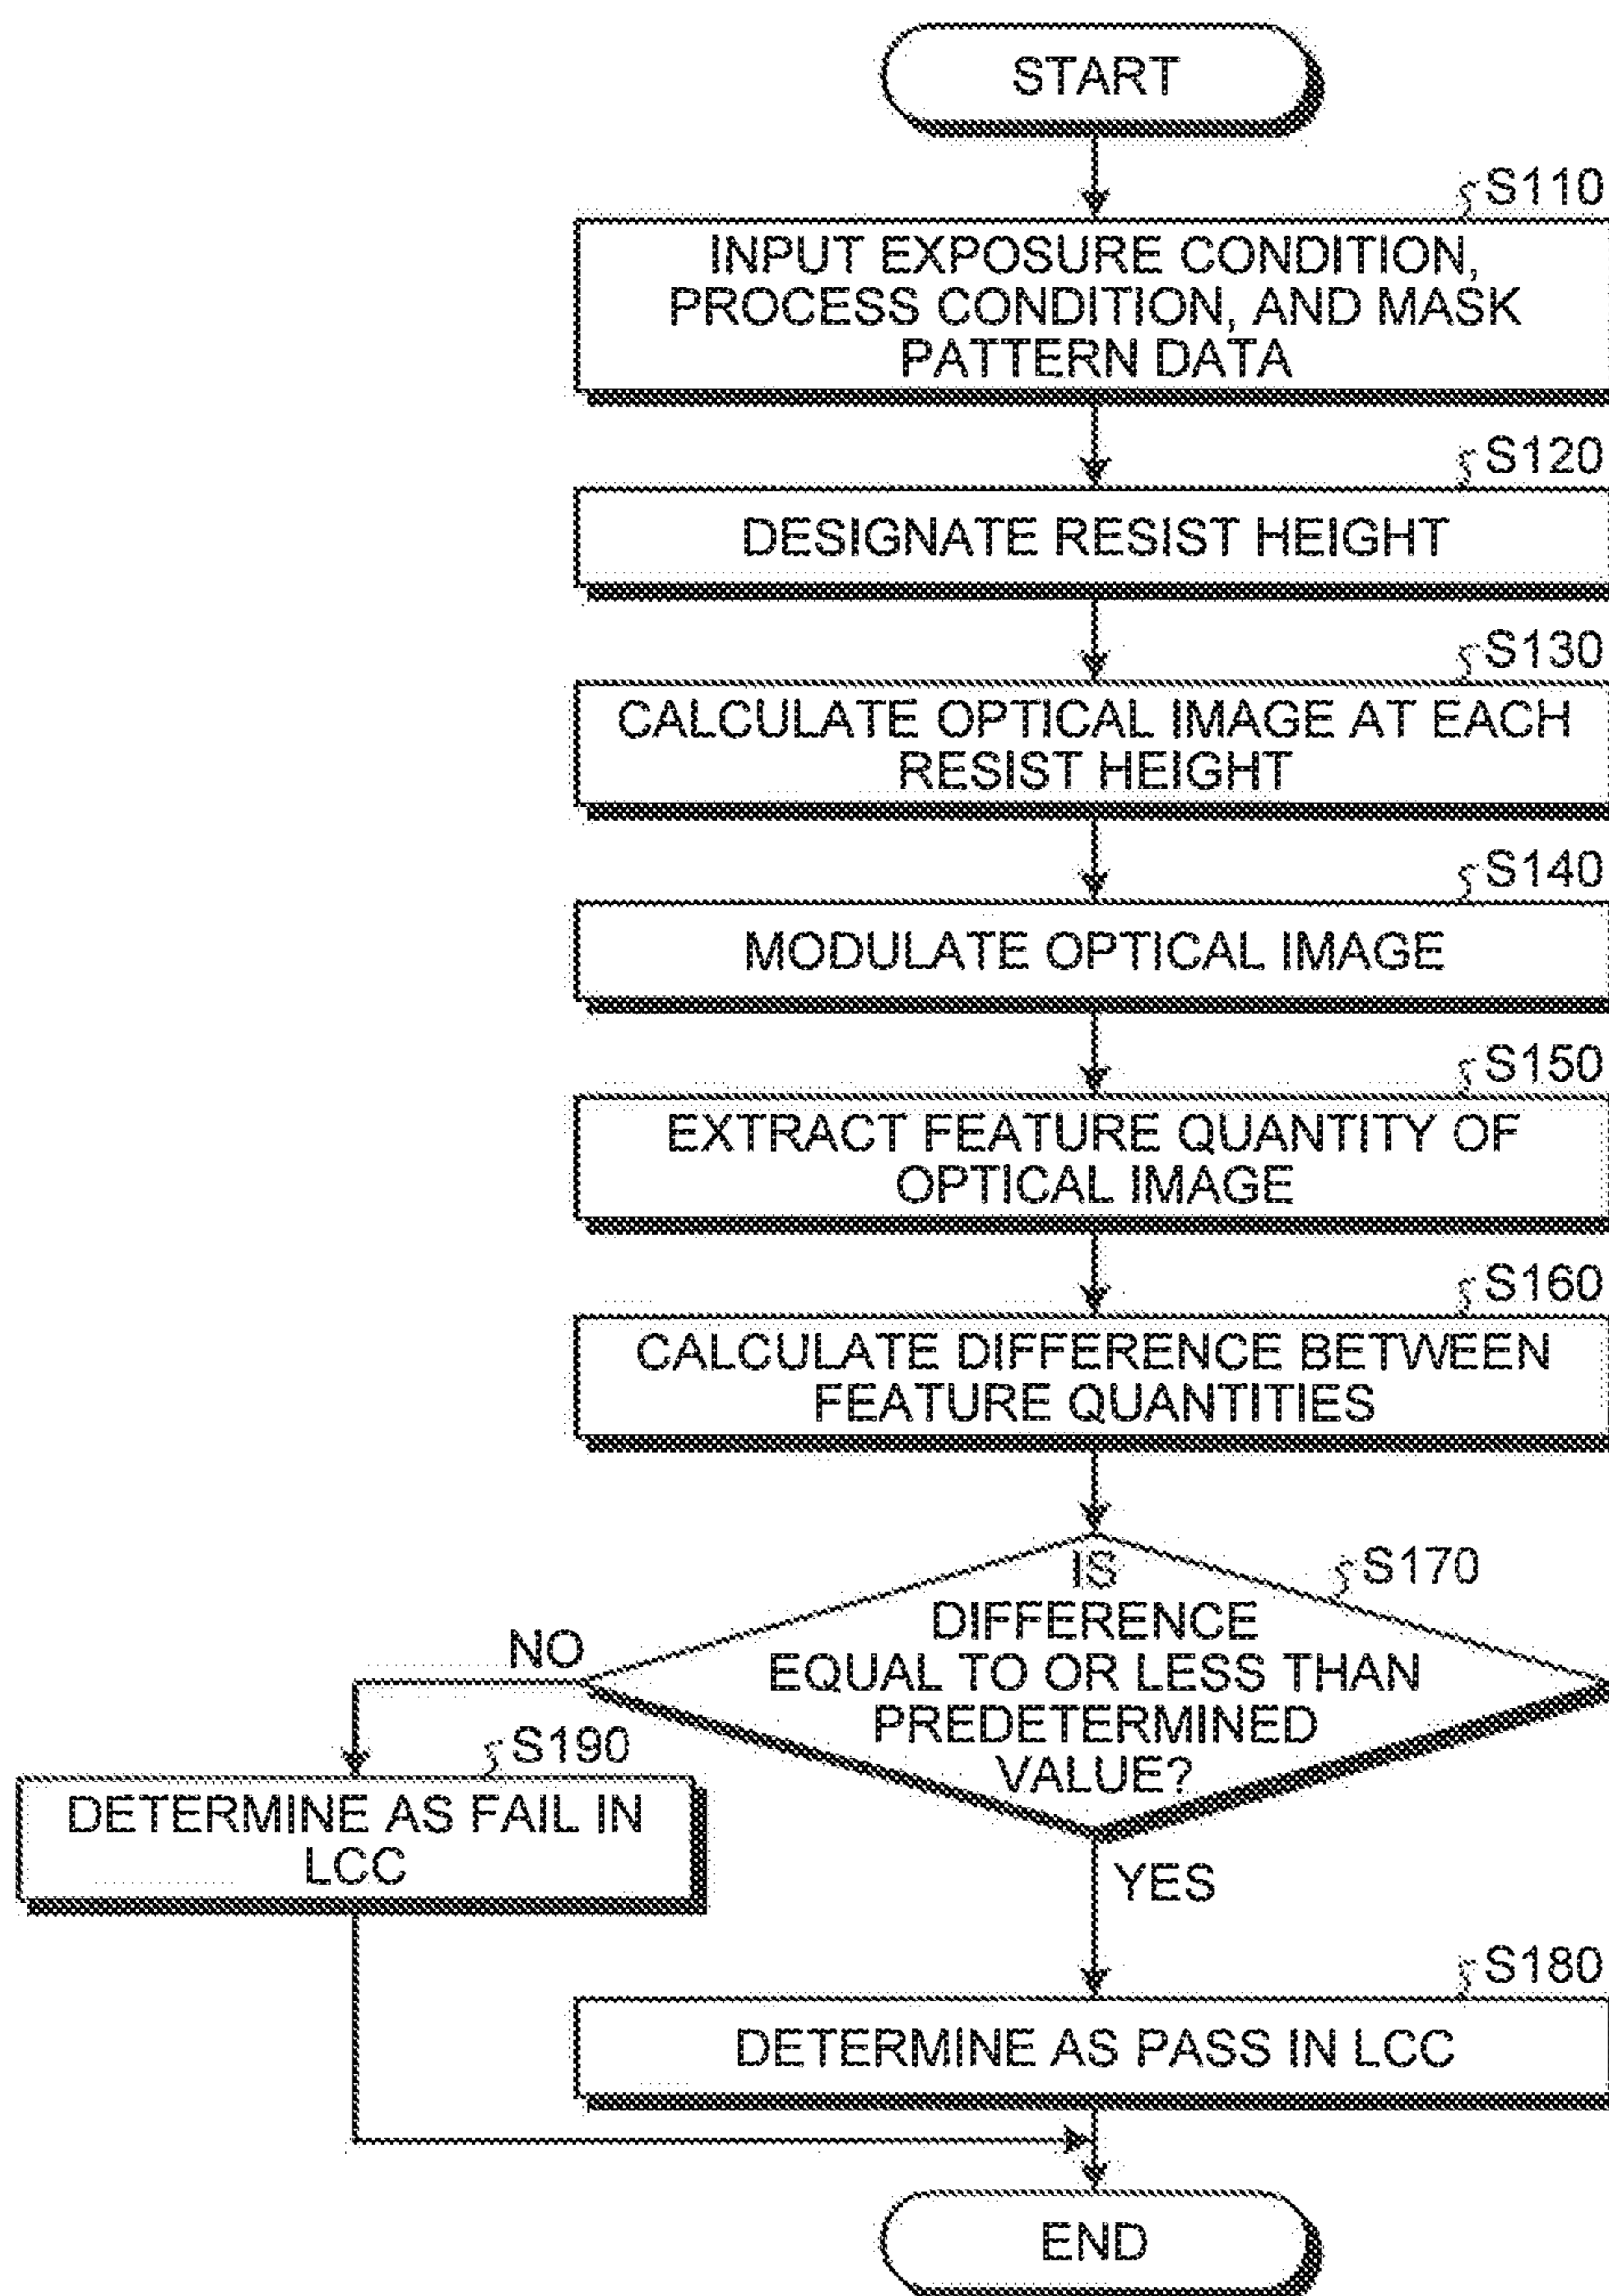 START
S110
INPUT EXPOSURE CONDITION,
PROCESS CONDITION, AND MASK
PATTERN DATA
S120
DESIGNATE RESIST HEIGHT
S130
CALCULATE OPTICAL IMAGE AT EACH
RESIST HEIGHT
S140
MODULATE OPTICAL IMAGE
S150
EXTRACT FEATURE QUANTITY OF
OPTICAL IMAGE
S160
CALCULATE DIFFERENCE BETWEEN
FEATURE QUANTITIES
S170
IS
DIFFERENCE
EQUAL TO OR LESS THAN
PREDETERMINED
VALUE?
NO
S190
DETERMINE AS FAIL IN
LCC
YES
S180
DETERMINE AS PASS IN LCC
END